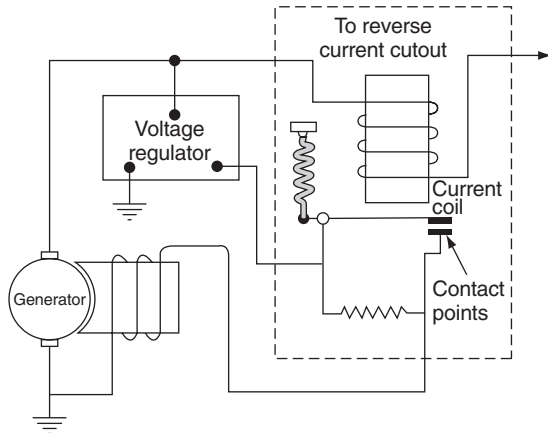 To reverse
current cutout
Voltage
regulator
Current
coil
Generator
Contact
points